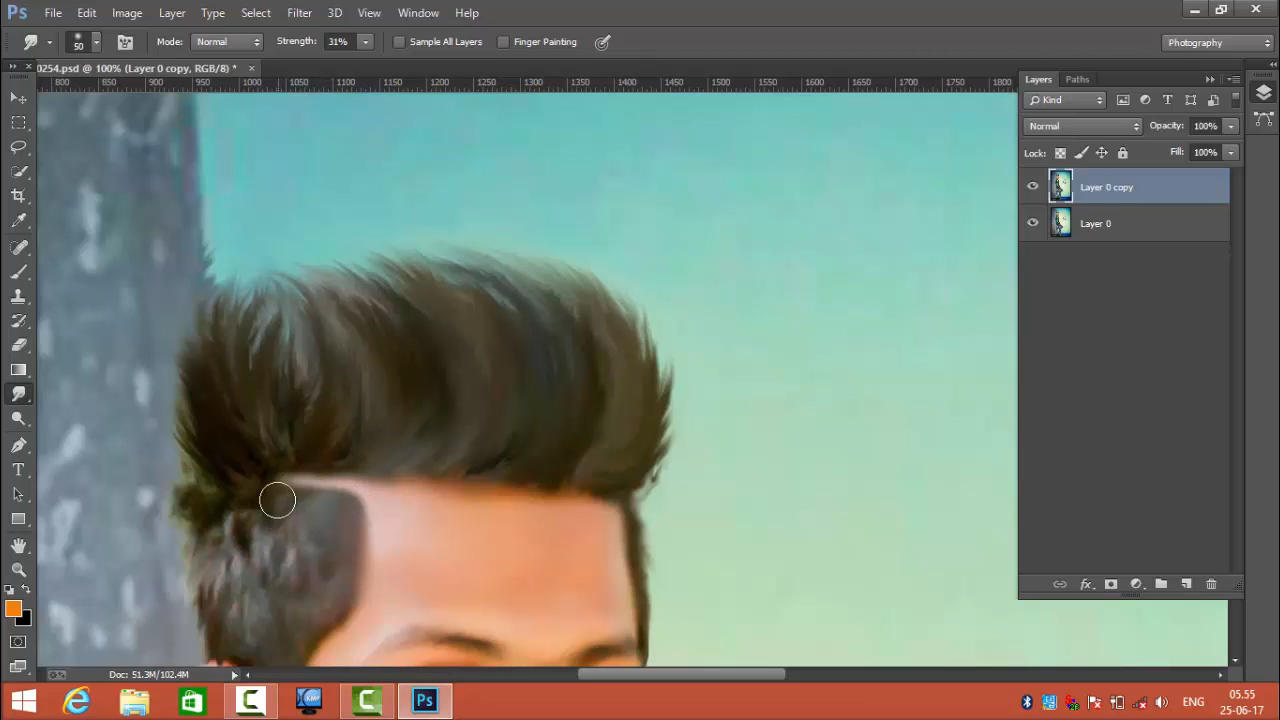 Ps File Edit Image Layer Type Select Filter 3D View Window Help
50 Mode: Normal Strength: 31% Sample All Layers Finger Painting Photography
0254.psd @ 100% (Layer 0 copy, RGB/8) * ×
800 850 900 950 1000 1050 1100 1150 1200 1250 1300 1350 1400 1450 1500 1550 1600 1650 1700 1750 1800
Layers Paths
Kind
Normal Opacity: 100%
Lock: Fill: 100%
Layer 0 copy
Layer 0
Doc: 51.3M/102.4M
Ps ENG 05.55
25-06-17